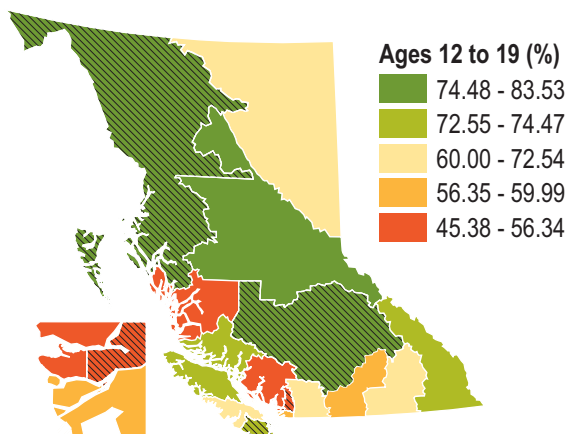 Ages 12 to 19 (%)
74.48 - 83.53
72.55 - 74.47
60.00 - 72.54
56.35 - 59.99
45.38 - 56.34